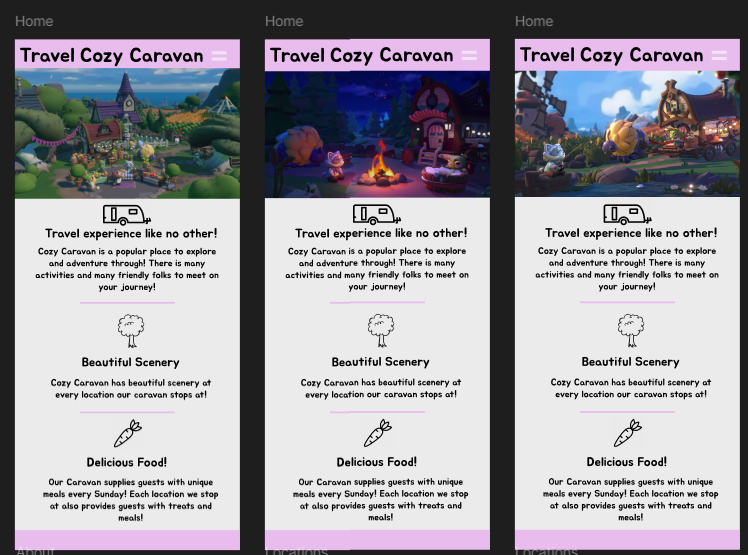 Home
Home
Home
Travel Cozy Caravan
Travel experience like no other!
Cozy Caravan is a popular place to explore
and adventure through! There is many
activities and many friendly folks to meet on
your journey!
Beautiful Scenery
Cozy Caravan has beautiful scenery at
every location our caravan stops at!
Delicious Food!
Our Caravan supplies guests with unique
meals every Sunday! Each location we stop
at also provides guests with treats and
meals!
Travel Cozy Caravan
Travel experience like no other!
Cozy Caravan is a popular place to explore
and adventure through! There is many
activities and many friendly folks to meet on
your journey!
Beautiful Scenery
Cozy Caravan has beautiful scenery at
every location our caravan stops at!
Delicious Food!
Our Caravan supplies guests with unique
meals every Sunday! Each location we stop
at also provides guests with treats and
meals!
Travel Cozy Caravan
Travel experience like no other!
Cozy Caravan is a popular place to explore
and adventure through! There is many
activities and many friendly folks to meet on
your journey!
Beautiful Scenery
Cozy Caravan has beautiful scenery at
every location our caravan stops at!
Delicious Food!
Our Caravan supplies guests with unique
meals every Sunday! Each location we stop
at also provides guests with treats and
meals!
About
Locations
Locations